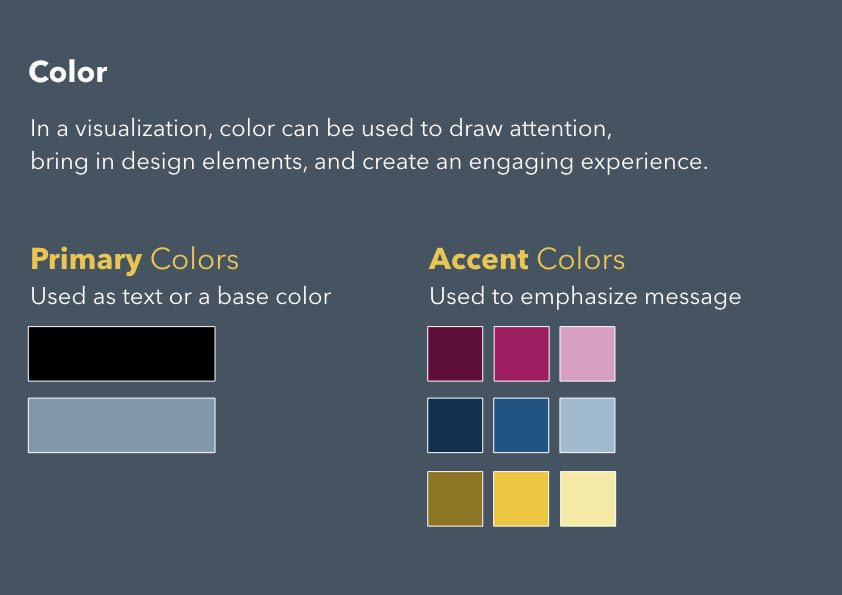 Color
In a visualization, color can be used to draw attention,
bring in design elements, and create an engaging experience.
Primary Colors
Used as text or a base color
Accent Colors
Used to emphasize message